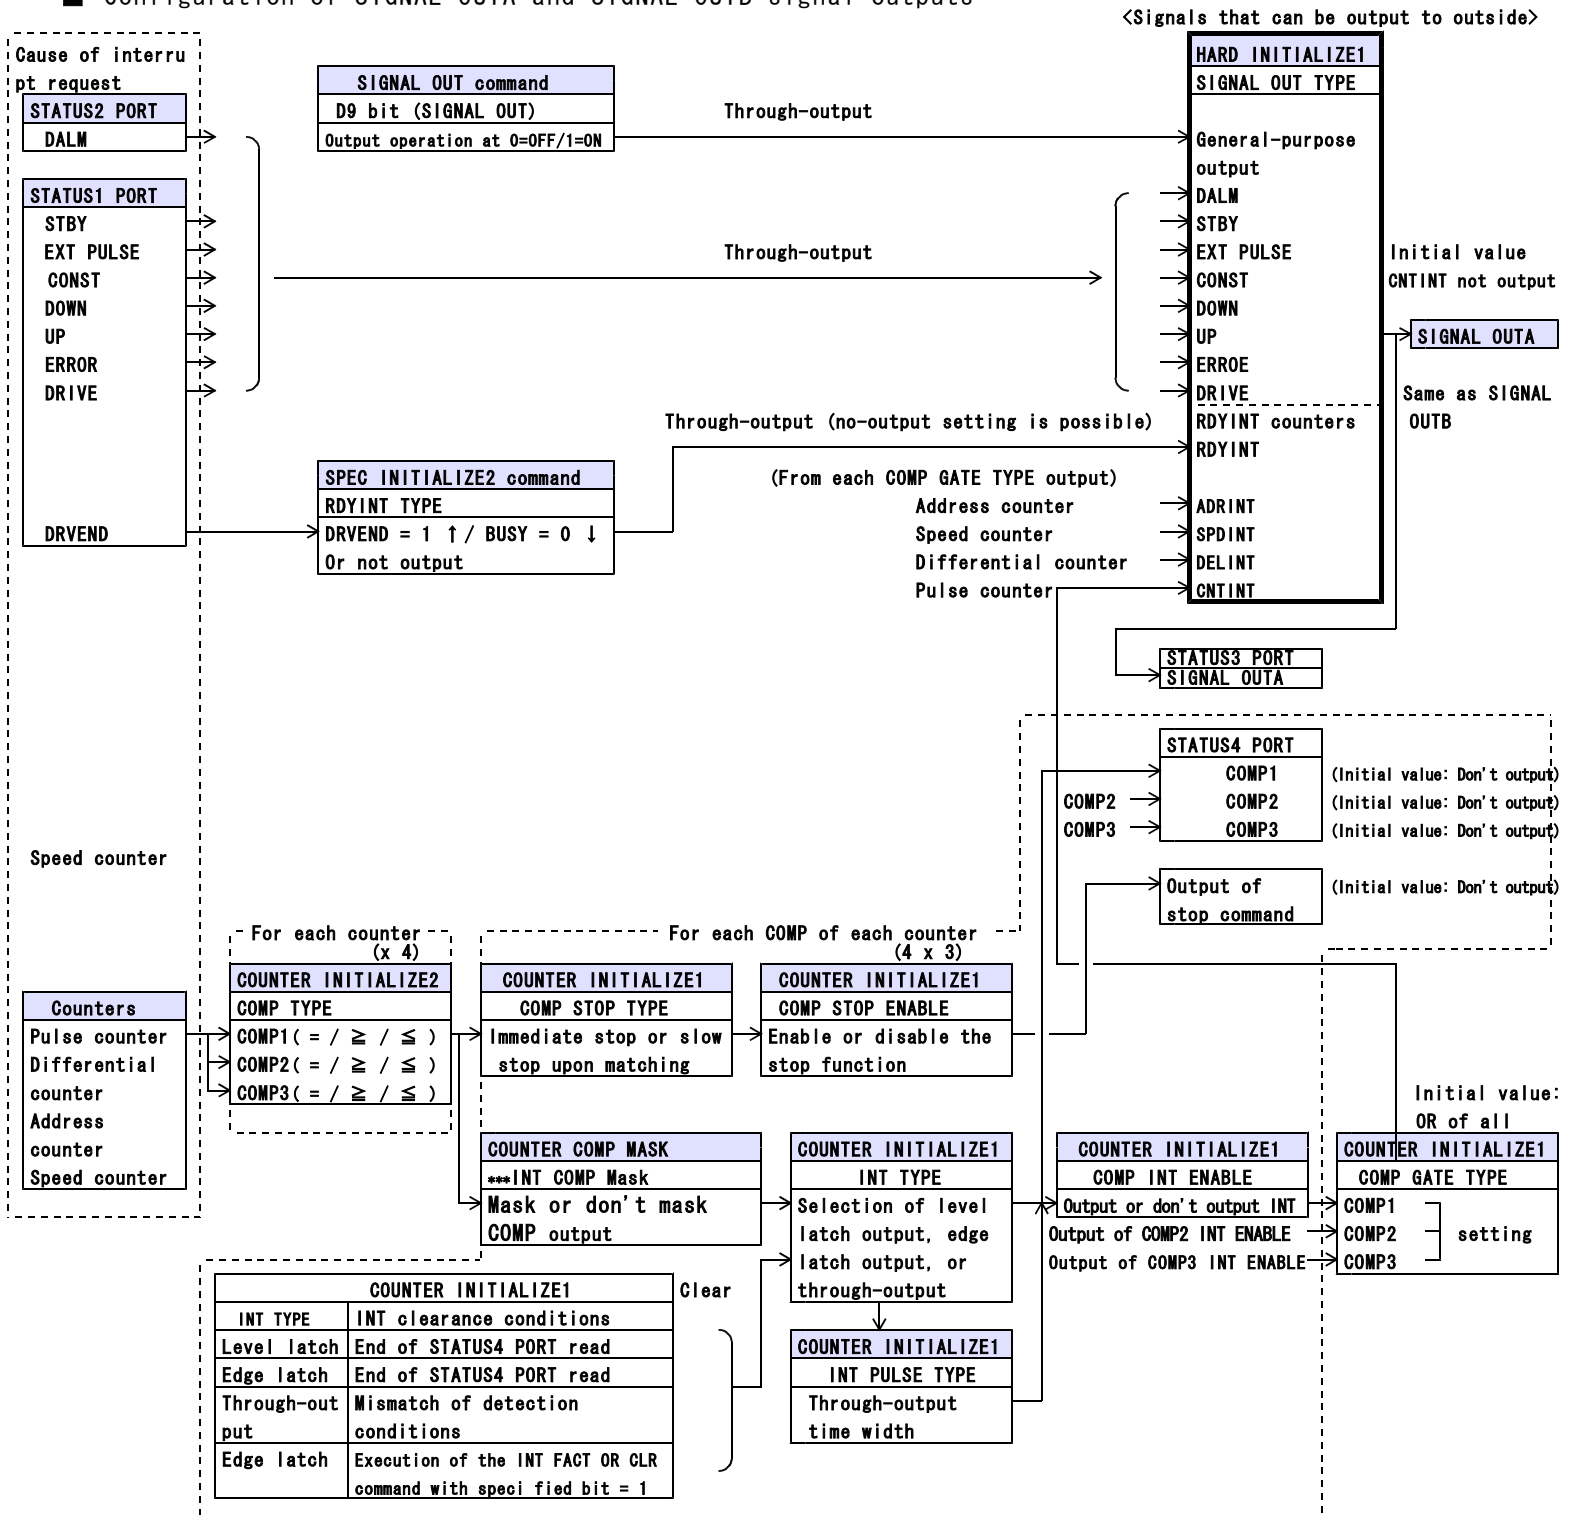 ■ Configuration of SIGNAL OUTA and SIGNAL OUTB signal outputs
<Signals that can be output to outside>
Cause of interru
pt request
STATUS2 PORT
DALM
STATUS1 PORT
STBY
EXT PULSE
CONST
DOWN
UP
ERROR
DRIVE
DRVEND
SIGNAL OUT command
D9 bit (SIGNAL OUT)
Output operation at 0=OFF/1=ON
Through-output
Through-output
Through-output (no-output setting is possible)
SPEC INITIALIZE2 command
RDYINT TYPE
DRVEND = 1 ↑ / BUSY = 0 ↓
Or not output
(From each COMP GATE TYPE output)
Address counter
Speed counter
Differential counter
Pulse counter
HARD INITIALIZE1
SIGNAL OUT TYPE
General-purpose
output
DALM
STBY
EXT PULSE
CONST
DOWN
UP
ERROE
DRIVE
RDYINT counters
RDYINT
ADRINT
SPDINT
DELINT
CNTINT
Initial value
CNTINT not output
SIGNAL OUTA
Same as SIGNAL
OUTB
STATUS3 PORT
SIGNAL OUTA
STATUS4 PORT
COMP1
(Initial value: Don't output)
COMP2
COMP2
(Initial value: Don't output)
COMP3
COMP3
(Initial value: Don't output)
Output of
stop command
(Initial value: Don't output)
Speed counter
Counters
Pulse counter
Differential
counter
Address
counter
Speed counter
For each counter
(x 4)
COUNTER INITIALIZE2
COMP TYPE
COMP1( = / ≧ / ≦ )
COMP2( = / ≧ / ≦ )
COMP3( = / ≧ / ≦ )
For each COMP of each counter
(4 x 3)
COUNTER INITIALIZE1
COMP STOP TYPE
Immediate stop or slow
stop upon matching
COUNTER INITIALIZE1
COMP STOP ENABLE
Enable or disable the
stop function
COUNTER COMP MASK
***INT COMP Mask
Mask or don't mask
COMP output
COUNTER INITIALIZE1
INT TYPE
Selection of level
latch output, edge
latch output, or
through-output
COUNTER INITIALIZE1
INT PULSE TYPE
Through-output
time width
COUNTER INITIALIZE1
COMP INT ENABLE
Output or don't output INT
Output of COMP2 INT ENABLE
Output of COMP3 INT ENABLE
Initial value:
OR of all
COUNTER INITIALIZE1
COMP GATE TYPE
COMP1
COMP2
COMP3
setting
COUNTER INITIALIZE1
Clear
INT TYPE
INT clearance conditions
Level latch
End of STATUS4 PORT read
Edge latch
End of STATUS4 PORT read
Through-out
put
Mismatch of detection
conditions
Edge latch
Execution of the INT FACT OR CLR
command with speci fied bit = 1